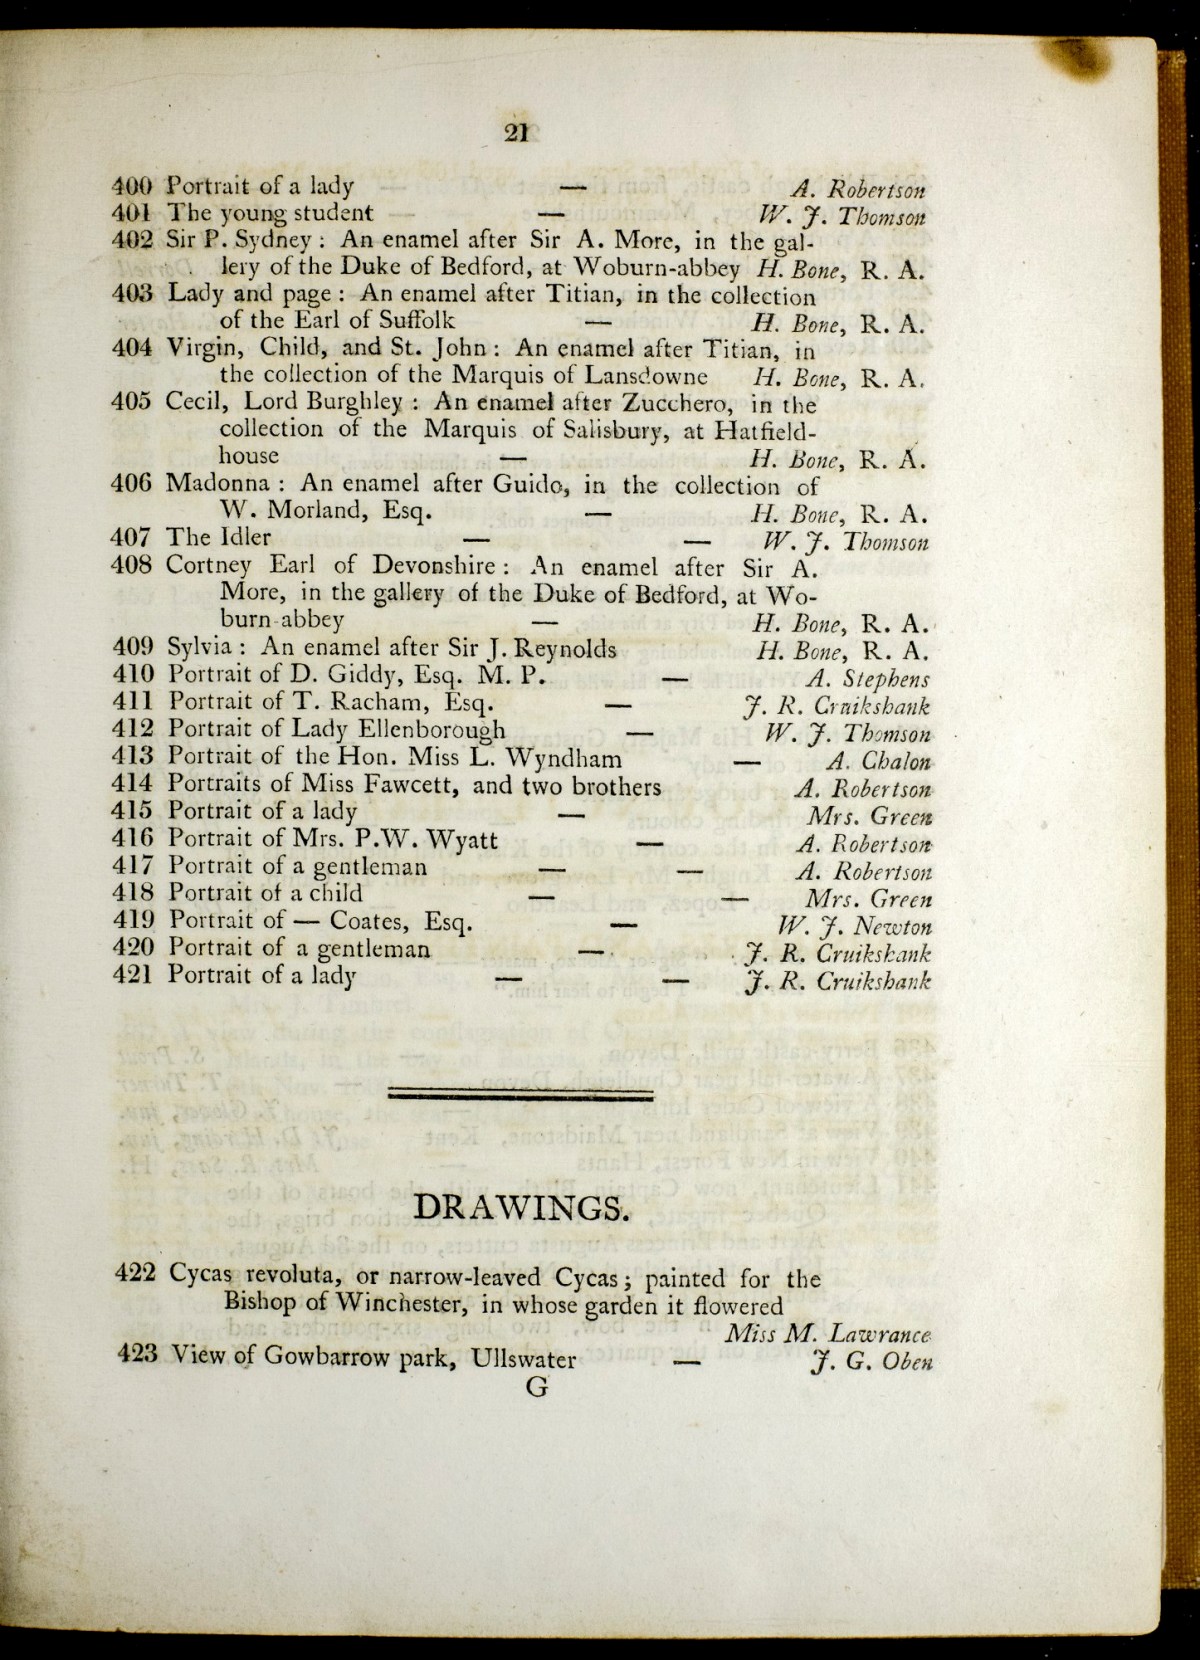 21
400 Portrait of a lady — A. Robertson
401 The young student — W. J. Thomson
402 Sir P. Sydney : An enamel after Sir A. More, in the gal-
lery of the Duke of Bedford, at Woburn-abbey H. Bone, R. A.
403 Lady and page : An enamel after Titian, in the collection
of the Earl of Suffolk — H. Bone, R. A.
404 Virgin, Child, and St. John : An enamel after Titian, in
the collection of the Marquis of Lansdowne H. Bone, R. A.
405 Cecil, Lord Burghley : An enamel after Zucchero, in the
collection of the Marquis of Salisbury, at Hatfield-
house — H. Bone, R. A.
406 Madonna : An enamel after Guido, in the collection of
W. Morland, Esq. — H. Bone, R. A.
407 The Idler — — W. J. Thomson
408 Cortney Earl of Devonshire : An enamel after Sir A.
More, in the gallery of the Duke of Bedford, at Wo-
burn-abbey — H. Bone, R. A.
409 Sylvia : An enamel after Sir J. Reynolds H. Bone, R. A.
410 Portrait of D. Giddy, Esq. M. P. — A. Stephens
411 Portrait of T. Racham, Esq. — J. R. Cruikshank
412 Portrait of Lady Ellenborough — W. J. Thomson
413 Portrait of the Hon. Miss L. Wyndham — A. Chalon
414 Portraits of Miss Fawcett, and two brothers A. Robertson
415 Portrait of a lady — Mrs. Green
416 Portrait of Mrs. P.W. Wyatt — A. Robertson
417 Portrait of a gentleman — — A. Robertson
418 Portrait of a child — — Mrs. Green
419 Portrait of — Coates, Esq. — W. J. Newton
420 Portrait of a gentleman — J. R. Cruikshank
421 Portrait of a lady — — J. R. Cruikshank
DRAWINGS.
422 Cycas revoluta, or narrow-leaved Cycas ; painted for the
Bishop of Winchester, in whose garden it flowered
Miss M. Lawrance
423 View of Gowbarrow park, Ullswater — J. G. Oben
G